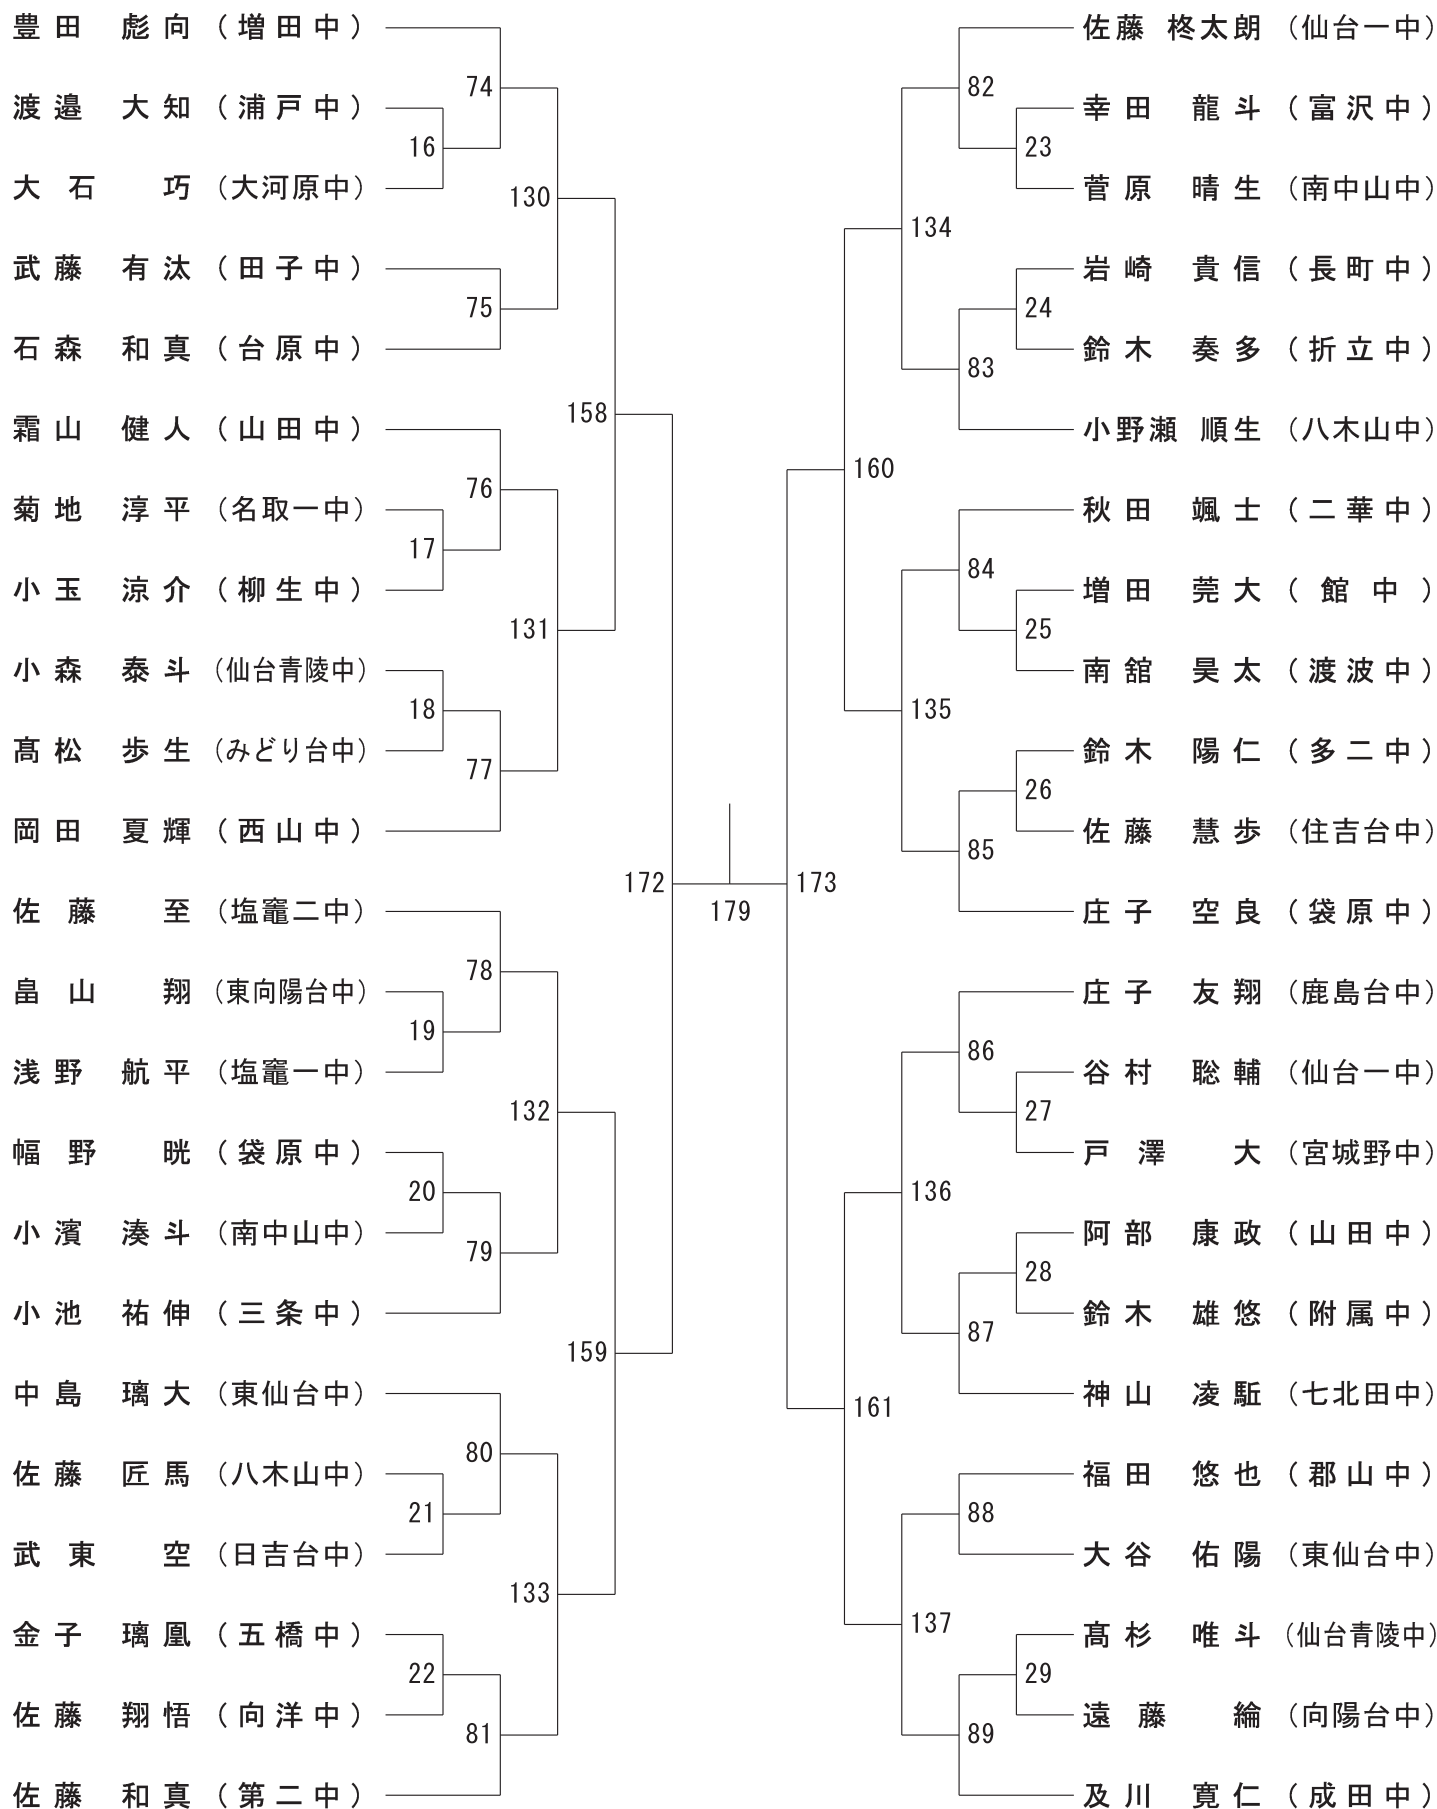 豊田 彪向 (増田中)
74
渡邉 大知 (浦戸中)
16
大石 巧 (大河原中)
130
武藤 有汰 (田子中)
75
石森 和真 (台原中)
158
霜山 健人 (山田中)
76
菊地 淳平 (名取一中)
17
小玉 涼介 (柳生中)
131
小森 泰斗 (仙台青陵中)
18
髙松 歩生 (みどり台中)
77
岡田 夏輝 (西山中)
172
佐藤 至 (塩竈二中)
78
畠山 翔 (東向陽台中)
19
浅野 航平 (塩竈一中)
132
幅野 晄 (袋原中)
20
小濱 湊斗 (南中山中)
79
小池 祐伸 (三条中)
159
中島 璃大 (東仙台中)
80
佐藤 匠馬 (八木山中)
21
武東 空 (日吉台中)
133
金子 璃凰 (五橋中)
22
佐藤 翔悟 (向洋中)
81
佐藤 和真 (第二中)
179
佐藤 柊太朗 (仙台一中)
82
幸田 龍斗 (富沢中)
23
菅原 晴生 (南中山中)
134
岩崎 貴信 (長町中)
24
鈴木 奏多 (折立中)
83
小野瀬 順生 (八木山中)
160
秋田 颯士 (二華中)
84
増田 莞大 (館中)
25
南舘 昊太 (渡波中)
135
鈴木 陽仁 (多二中)
26
佐藤 慧歩 (住吉台中)
85
173
庄子 空良 (袋原中)
庄子 友翔 (鹿島台中)
86
谷村 聡輔 (仙台一中)
27
戸澤 大 (宮城野中)
136
阿部 康政 (山田中)
28
鈴木 雄悠 (附属中)
87
神山 凌駈 (七北田中)
161
福田 悠也 (郡山中)
88
大谷 佑陽 (東仙台中)
137
髙杉 唯斗 (仙台青陵中)
29
遠藤 綸 (向陽台中)
89
及川 寛仁 (成田中)